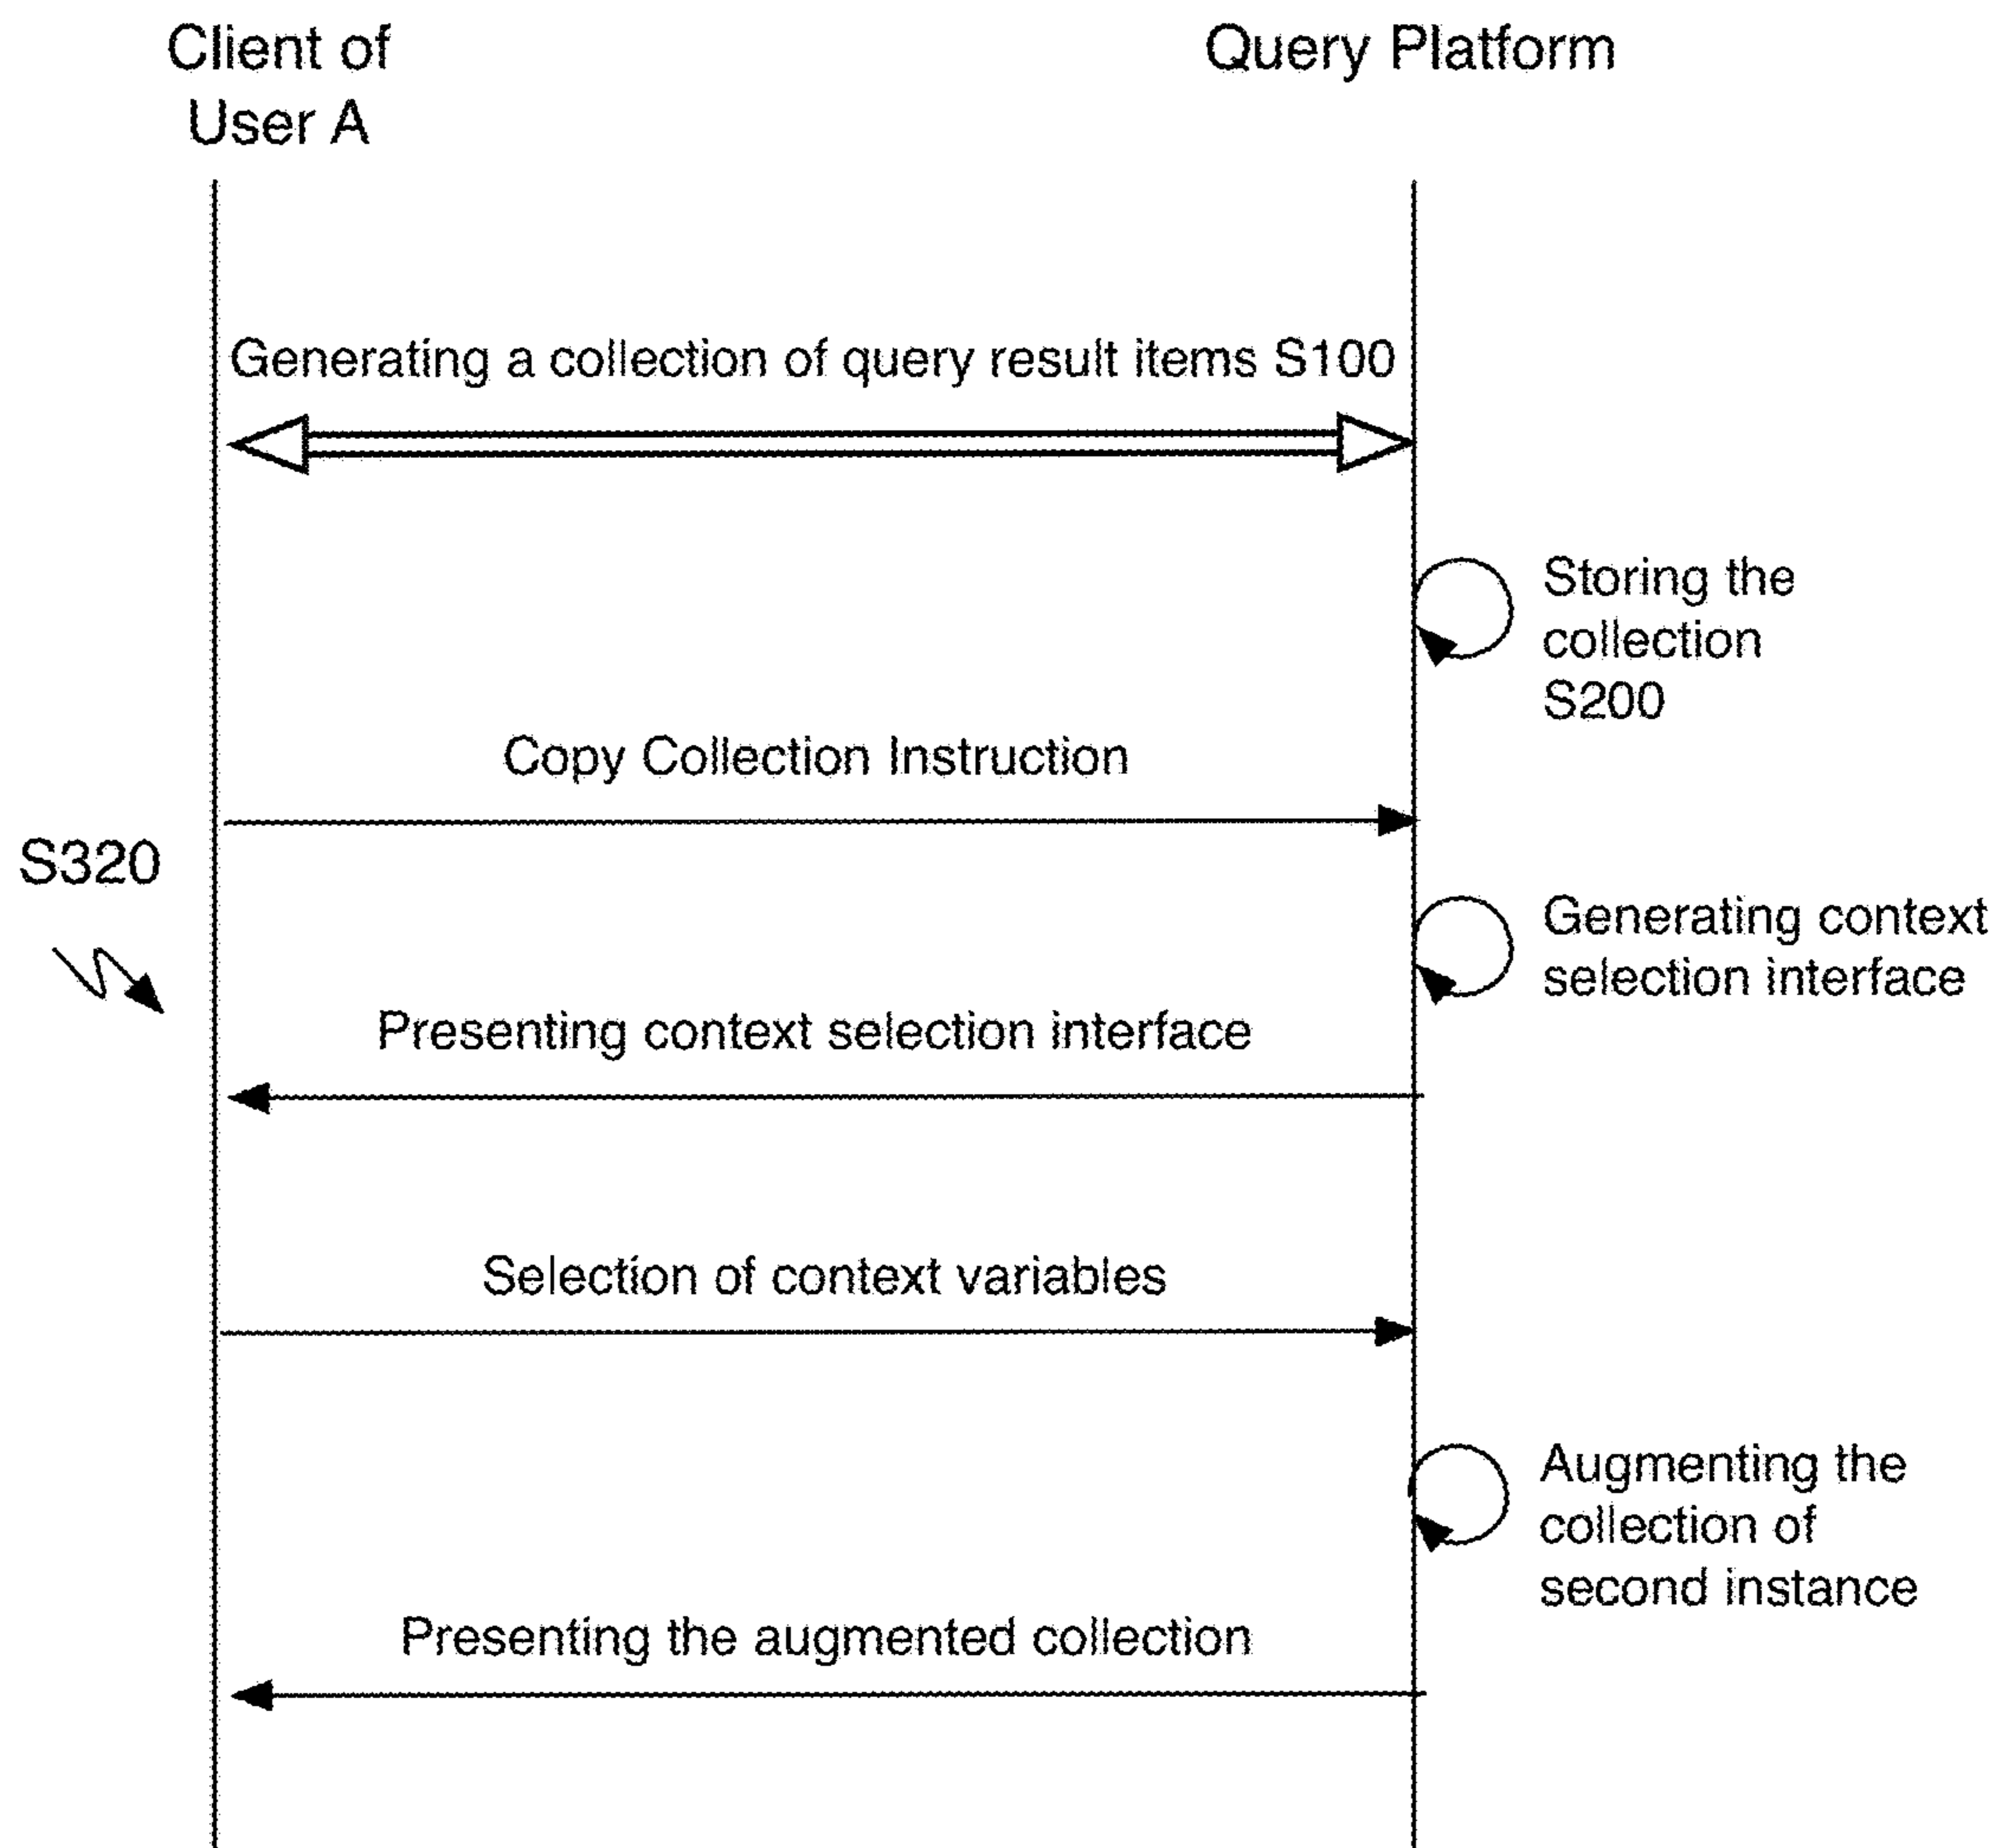 Client of
User A
Query Platform
Generating a collection of query result items S100
Storing the
collection
S200
Copy Collection Instruction
S320
Generating context
selection interface
Presenting context selection interface
Selection of context variables
Augmenting the
collection of
second instance
Presenting the augmented collection